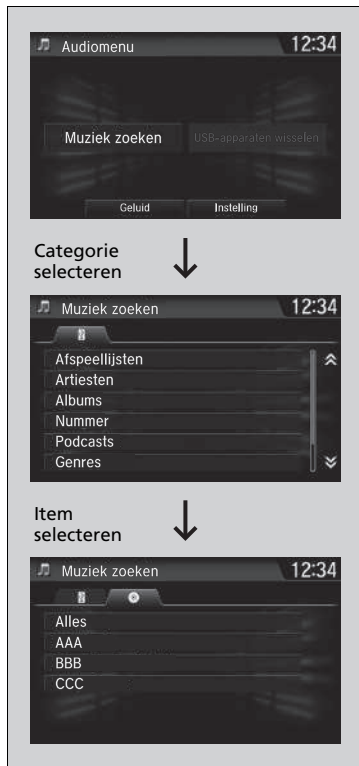 Audiomenu 12:34
Muziek zoeken USB-apparaten wisselen
Geluid Instelling
Categorie
selecteren
Muziek zoeken 12:34
Afspeellijsten
Artiesten
Albums
Nummer
Podcasts
Genres
Item
selecteren
Muziek zoeken 12:34
Alles
AAA
BBB
CCC